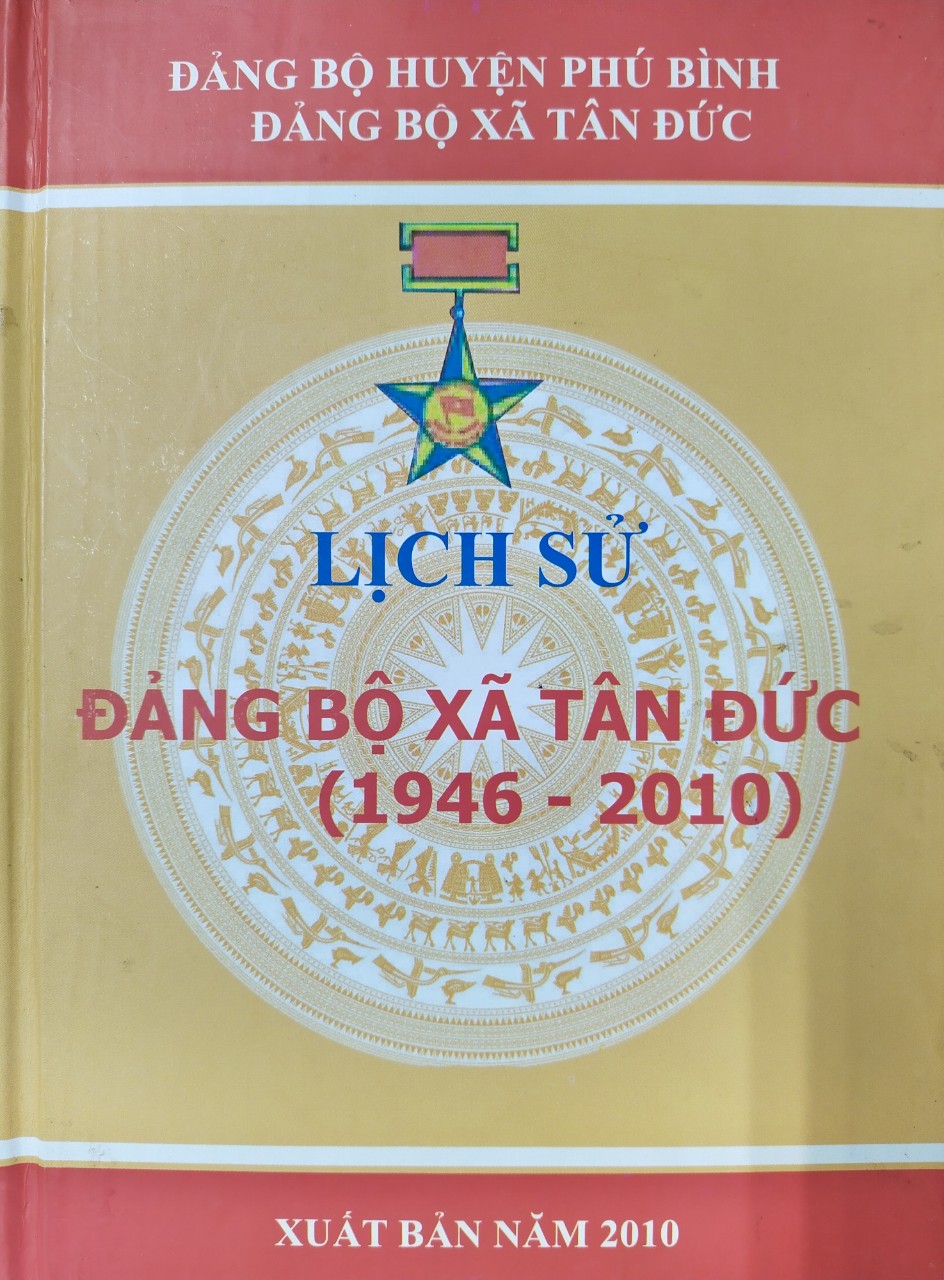 ĐẢNG BỘ HUYỆN PHÚ BÌNH
ĐẢNG BỘ XÃ TÂN ĐỨC
LỊCH SỬ
ĐẢNG BỘ XÃ TÂN ĐỨC
(1946 - 2010)
XUẤT BẢN NĂM 2010